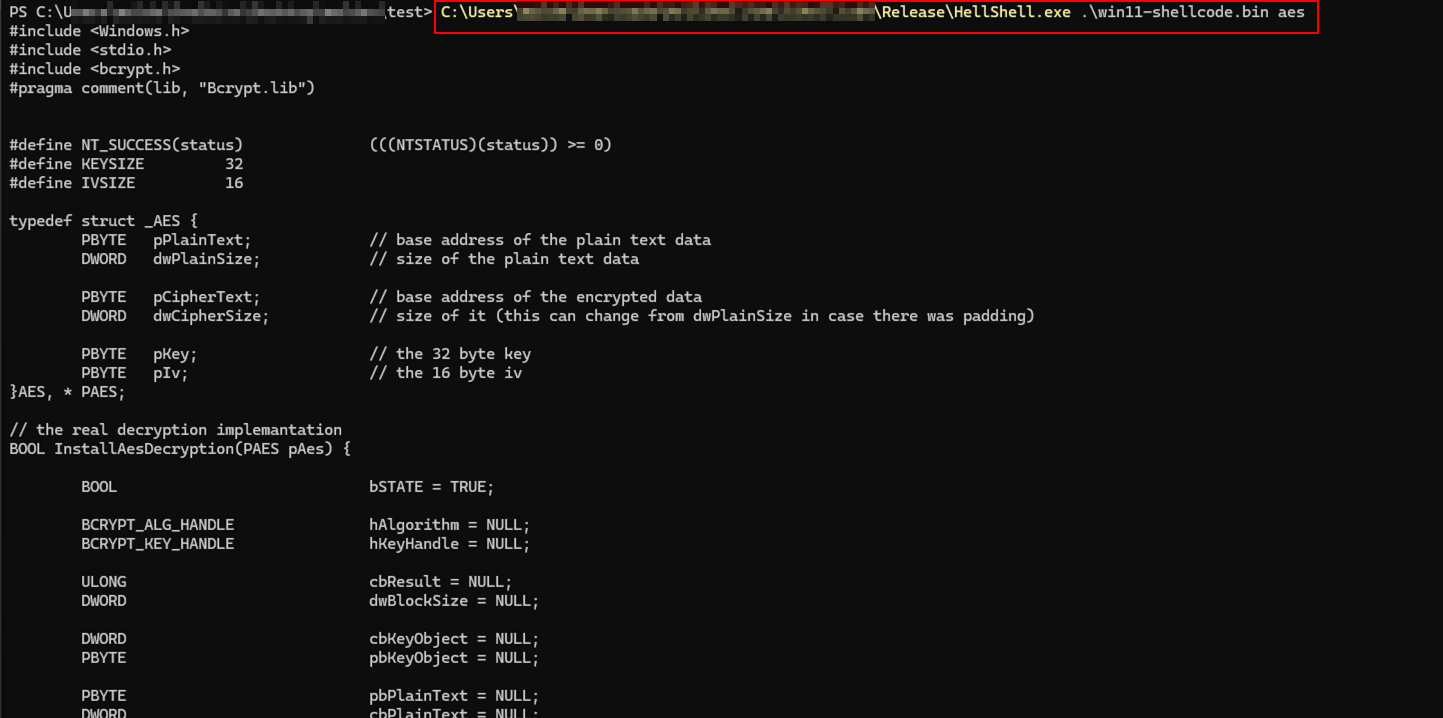 PS C:\U \test> C:\Users\ \Release\HellShell.exe .\win11-shellcode.bin aes
#include <Windows.h>
#include <stdio.h>
#include <bcrypt.h>
#pragma comment(lib, "Bcrypt.lib")
#define NT_SUCCESS(status) (((NTSTATUS)(status)) >= 0)
#define KEYSIZE 32
#define IVSIZE 16
typedef struct _AES {
PBYTE pPlainText; // base address of the plain text data
DWORD dwPlainSize; // size of the plain text data
PBYTE pCipherText; // base address of the encrypted data
DWORD dwCipherSize; // size of it (this can change from dwPlainSize in case there was padding)
PBYTE pKey; // the 32 byte key
PBYTE pIv; // the 16 byte iv
}AES, * PAES;
// the real decryption implemantation
BOOL InstallAesDecryption(PAES pAes) {
BOOL bSTATE = TRUE;
BCRYPT_ALG_HANDLE hAlgorithm = NULL;
BCRYPT_KEY_HANDLE hKeyHandle = NULL;
ULONG cbResult = NULL;
DWORD dwBlockSize = NULL;
DWORD cbKeyObject = NULL;
PBYTE pbKeyObject = NULL;
PBYTE pbPlainText = NULL;
DWORD cbPlainText = NULL;